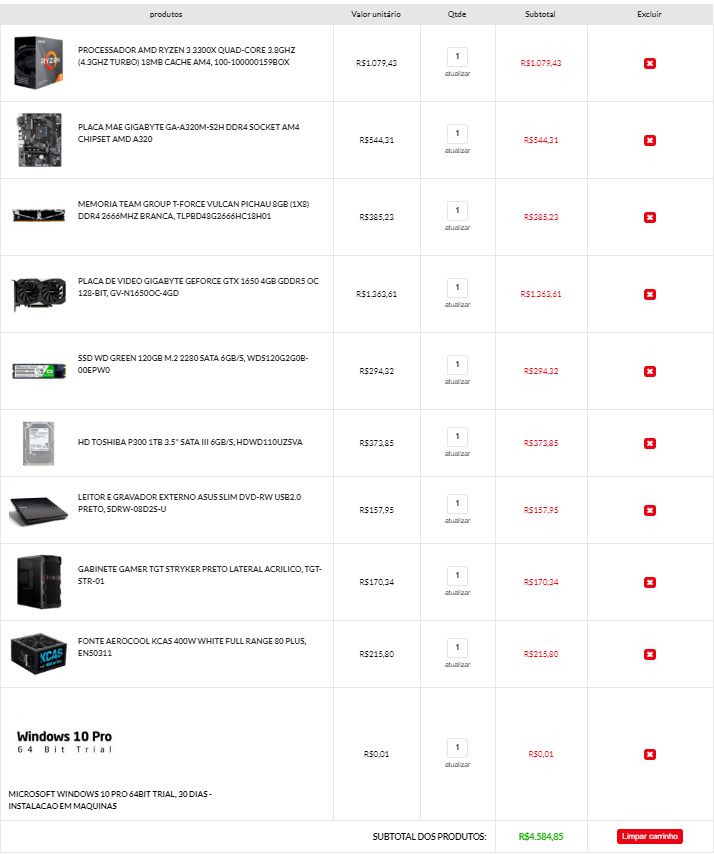 produtos Valor unitário Qtde Subtotal Excluir
RYZEN
PROCESSADOR AMD RYZEN 3 3300X QUAD-CORE 3.8GHZ
(4.3GHZ TURBO) 18MB CACHE AM4, 100-100000159BOX
R$1.079,43 1 R$1.079,43
atualizar
PLACA MAE GIGABYTE GA-A320M-S2H DDR4 SOCKET AM4
CHIPSET AMD A320
R$544,31 1 R$544,31
atualizar
MEMORIA TEAM GROUP T-FORCE VULCAN PICHAU 8GB (1X8)
DDR4 2666MHZ BRANCA, TLPBD48G2666HC18H01
R$385,23 1 R$385,23
atualizar
PLACA DE VIDEO GIGABYTE GEFORCE GTX 1650 4GB GDDR5 OC
128-BIT, GV-N1650OC-4GD
R$1.363,61 1 R$1.363,61
atualizar
SSD WD GREEN 120GB M.2 2280 SATA 6GB/S, WDS120G2G0B-
00EPW0
R$294,32 1 R$294,32
atualizar
HD TOSHIBA P300 1TB 3.5" SATA III 6GB/S, HDWD110UZSVA
R$373,85 1 R$373,85
atualizar
LEITOR E GRAVADOR EXTERNO ASUS SLIM DVD-RW USB2.0
PRETO, SDRW-08D2S-U
R$157,95 1 R$157,95
atualizar
GABINETE GAMER TGT STRYKER PRETO LATERAL ACRILICO, TGT-
STR-01
R$170,34 1 R$170,34
atualizar
KCAS
FONTE AEROCOOL KCAS 400W WHITE FULL RANGE 80 PLUS,
EN50311
R$215,80 1 R$215,80
atualizar
Windows 10 Pro
64 Bit Trial
R$0,01 1 R$0,01
atualizar
MICROSOFT WINDOWS 10 PRO 64BIT TRIAL, 30 DIAS -
INSTALACAO EM MAQUINAS
SUBTOTAL DOS PRODUTOS: R$4.584,85 Limpar carrinho